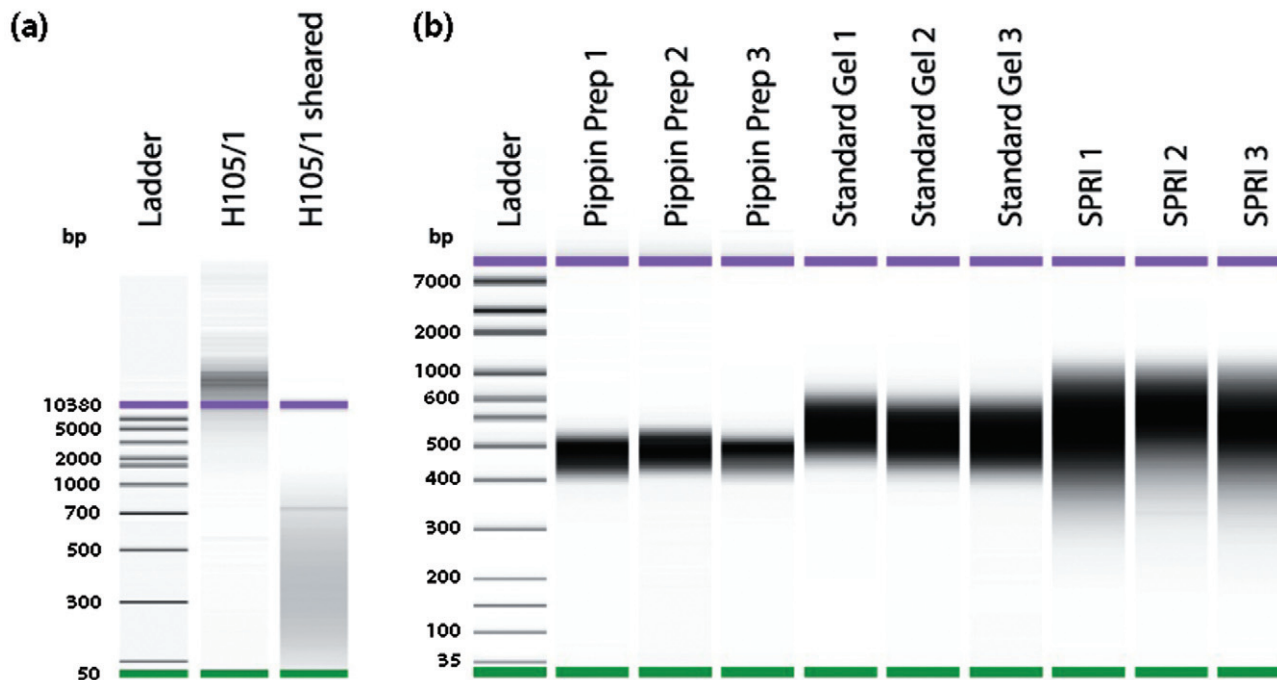 (a)
Ladder
H105/1
H105/1 sheared
bp
10380
5000
2000
1000
700
500
300
50
(b)
Ladder
Pippin Prep 1
Pippin Prep 2
Pippin Prep 3
Standard Gel 1
Standard Gel 2
Standard Gel 3
SPRI 1
SPRI 2
SPRI 3
bp
7000
2000
1000
600
500
400
300
200
100
35